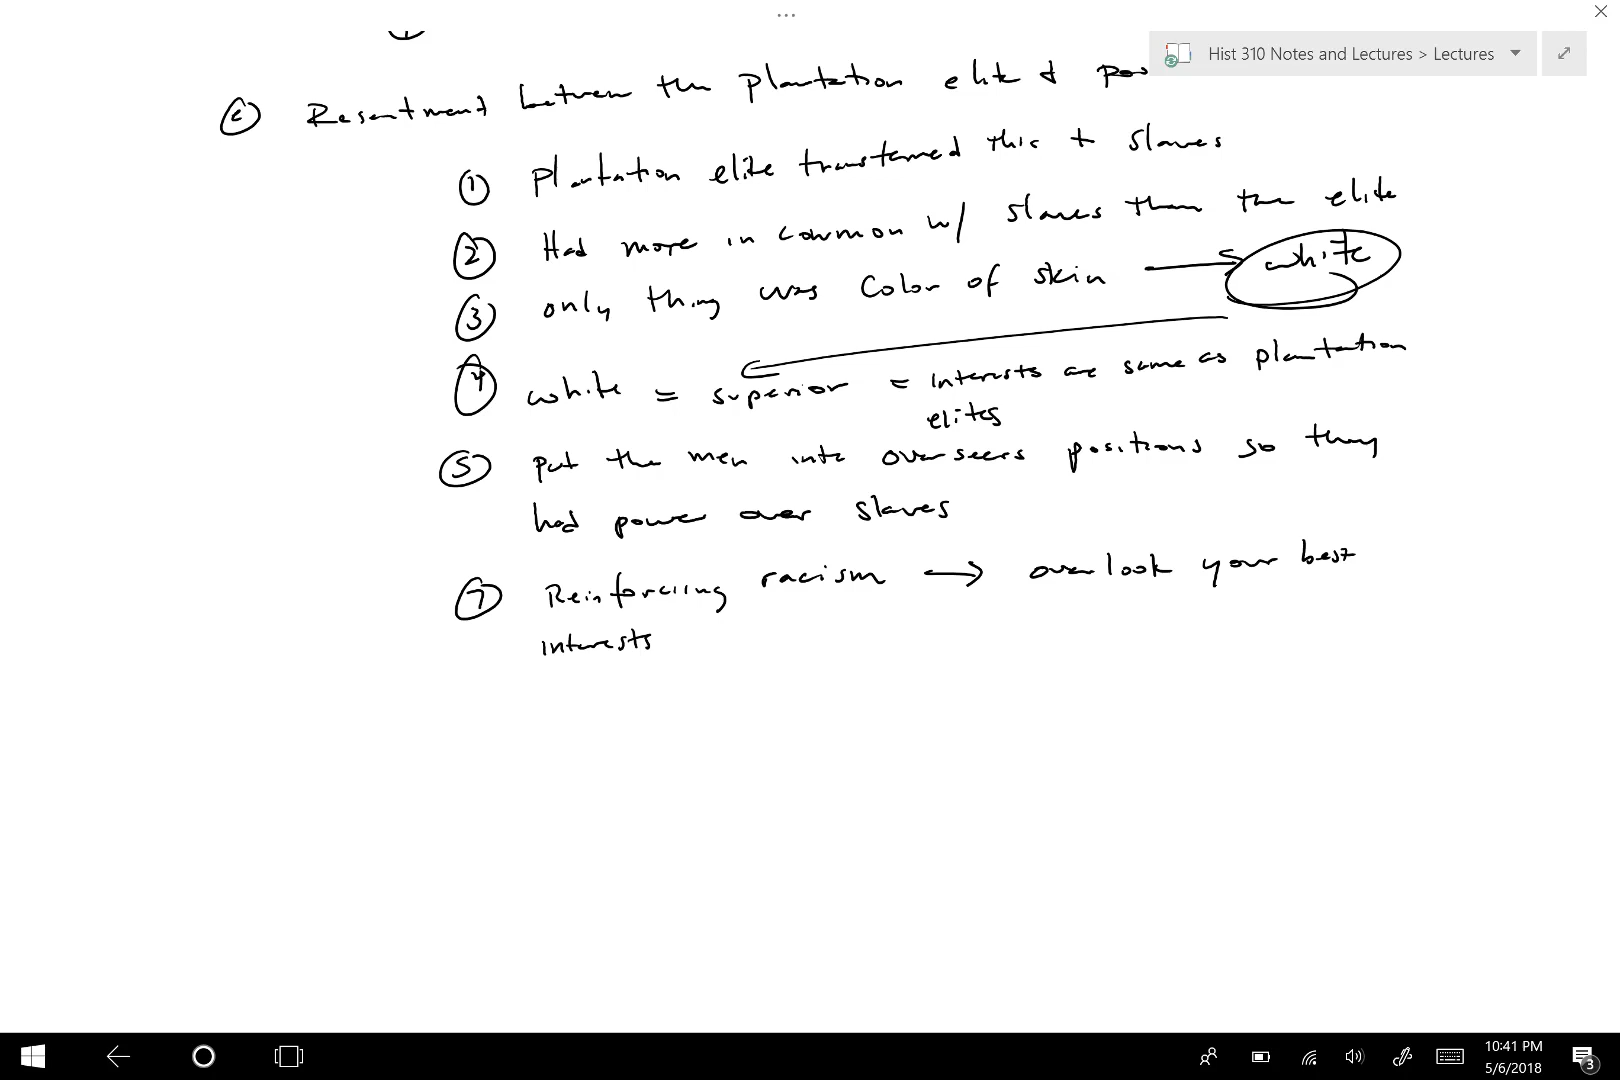 Hist 310 Notes and Lectures > Lectures
c Resentment between the plantation elite &
1 Plantation elite transferred this + slaves
2 Had more in common w/ slaves than the elite
3 only thing was color of skin → white
4 white = superior = interests are same as plantation
elites
5 put the men into overseers positions so they
had power over slaves
7 Reinforciing racism → overlook your best
interests
10:41 PM
5/6/2018
3